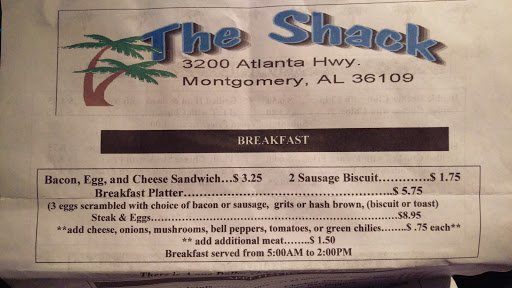 The Shack
3200 Atlanta Hwy.
Montgomery, AL 36109
BREAKFAST
Bacon, Egg, and Cheese Sandwich...$ 3.25 2 Sausage Biscuit............$ 1.75
Breakfast Platter......................................................$ 5.75
(3 eggs scrambled with choice of bacon or sausage, grits or hash brown, (biscuit or toast)
Steak & Eggs................................................................$8.95
**add cheese, onions, mushrooms, bell peppers, tomatoes, or green chilies........$ .75 each**
** add additional meat........$ 1.50
Breakfast served from 5:00AM to 2:00PM